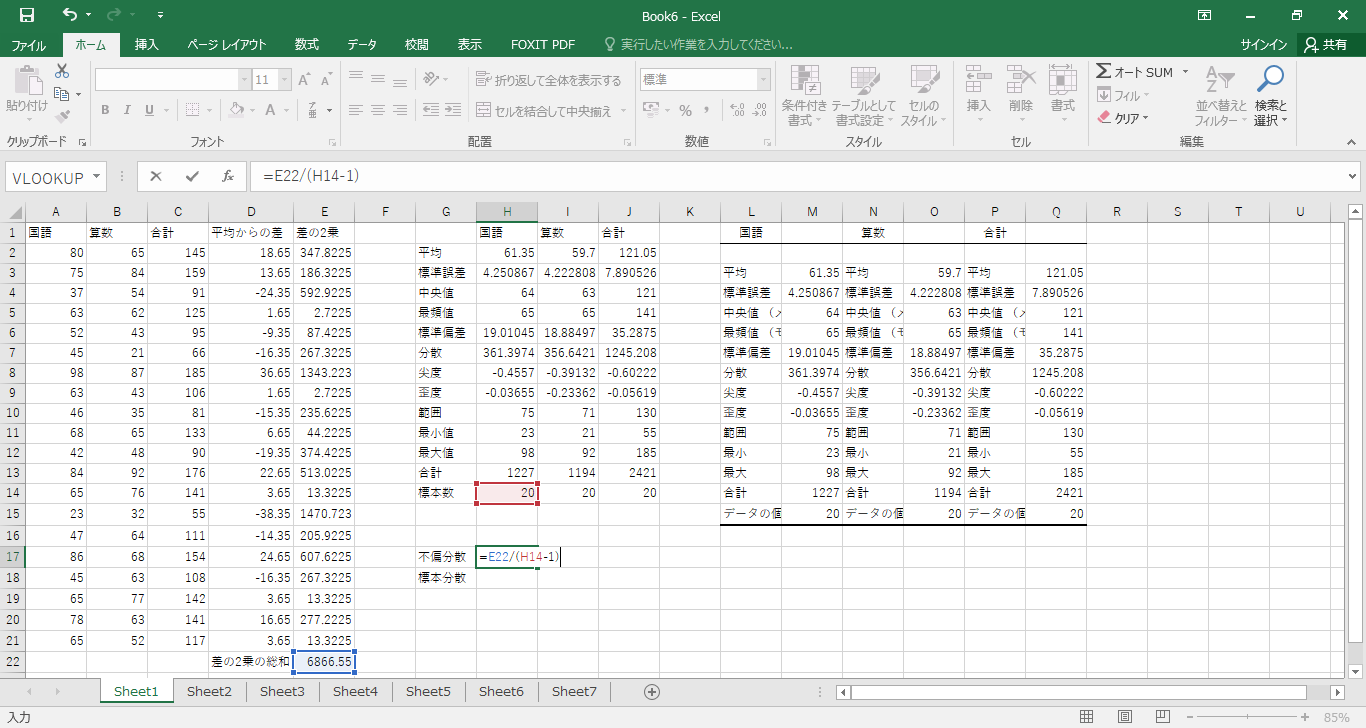 Book6 - Excel
ファイル ホーム 挿入 ページ レイアウト 数式 データ 校閲 表示 FOXIT PDF 実行したい作業を入力してください... サインイン 共有
11 折り返して全体を表示する 標準 Σ オート SUM
貼り付け B I U A セルを結合して中央揃え % 条件付き書式 テーブルとして書式設定 セルのスタイル 挿入 削除 書式 フィル クリア 並べ替えとフィルター 検索と選択
クリップボード フォント 配置 数値 スタイル セル 編集
VLOOKUP fx =E22/(H14-1)
A B C D E F G H I J K L M N O P Q R S T U
1 国語 算数 合計 平均からの差 差の2乗 国語 算数 合計 国語 算数 合計
2 80 65 145 18.65 347.8225 平均 61.35 59.7 121.05
3 75 84 159 13.65 186.3225 標準誤差 4.250867 4.222808 7.890526 平均 61.35 平均 59.7 平均 121.05
4 37 54 91 -24.35 592.9225 中央値 64 63 121 標準誤差 4.250867 標準誤差 4.222808 標準誤差 7.890526
5 63 62 125 1.65 2.7225 最頻値 65 65 141 中央値 （メ 64 中央値 （メ 63 中央値 （メ 121
6 52 43 95 -9.35 87.4225 標準偏差 19.01045 18.88497 35.2875 最頻値 （モ 65 最頻値 （モ 65 最頻値 （モ 141
7 45 21 66 -16.35 267.3225 分散 361.3974 356.6421 1245.208 標準偏差 19.01045 標準偏差 18.88497 標準偏差 35.2875
8 98 87 185 36.65 1343.223 尖度 -0.4557 -0.39132 -0.60222 分散 361.3974 分散 356.6421 分散 1245.208
9 63 43 106 1.65 2.7225 歪度 -0.03655 -0.23362 -0.05619 尖度 -0.4557 尖度 -0.39132 尖度 -0.60222
10 46 35 81 -15.35 235.6225 範囲 75 71 130 歪度 -0.03655 歪度 -0.23362 歪度 -0.05619
11 68 65 133 6.65 44.2225 最小値 23 21 55 範囲 75 範囲 71 範囲 130
12 42 48 90 -19.35 374.4225 最大値 98 92 185 最小 23 最小 21 最小 55
13 84 92 176 22.65 513.0225 合計 1227 1194 2421 最大 98 最大 92 最大 185
14 65 76 141 3.65 13.3225 標本数 20 20 20 合計 1227 合計 1194 合計 2421
15 23 32 55 -38.35 1470.723 データの個 20 データの個 20 データの個 20
16 47 64 111 -14.35 205.9225
17 86 68 154 24.65 607.6225 不偏分散 =E22/(H14-1)
18 45 63 108 -16.35 267.3225 標本分散
19 65 77 142 3.65 13.3225
20 78 63 141 16.65 277.2225
21 65 52 117 3.65 13.3225
22 差の2乗の総和 6866.55
Sheet1 Sheet2 Sheet3 Sheet4 Sheet5 Sheet6 Sheet7
入力 85%